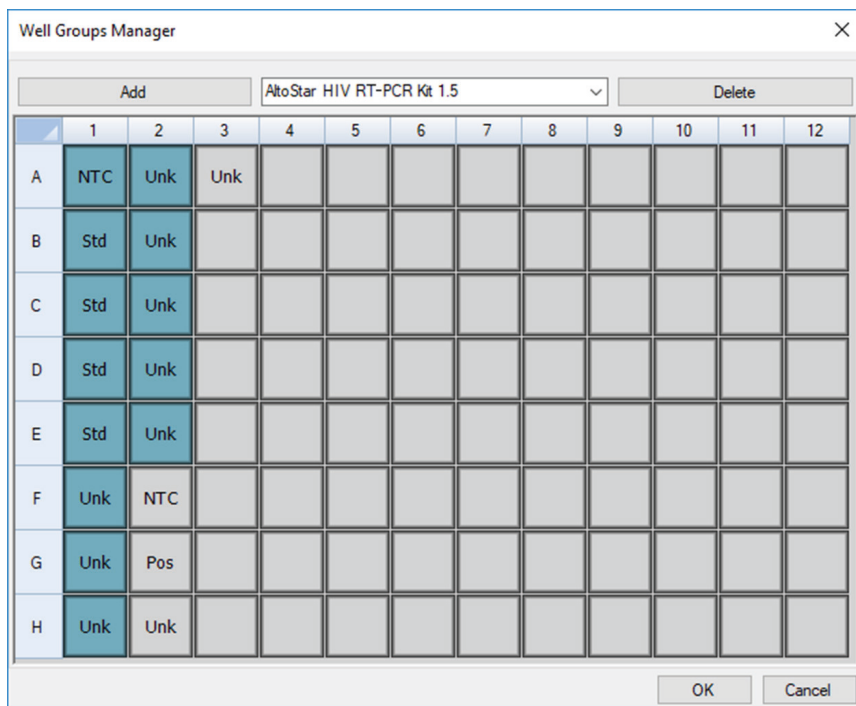 Well Groups Manager
Add AltoStar HIV RT-PCR Kit 1.5 Delete
1 2 3 4 5 6 7 8 9 10 11 12
A NTC Unk Unk
B Std Unk
C Std Unk
D Std Unk
E Std Unk
F Unk NTC
G Unk Pos
H Unk Unk
OK Cancel